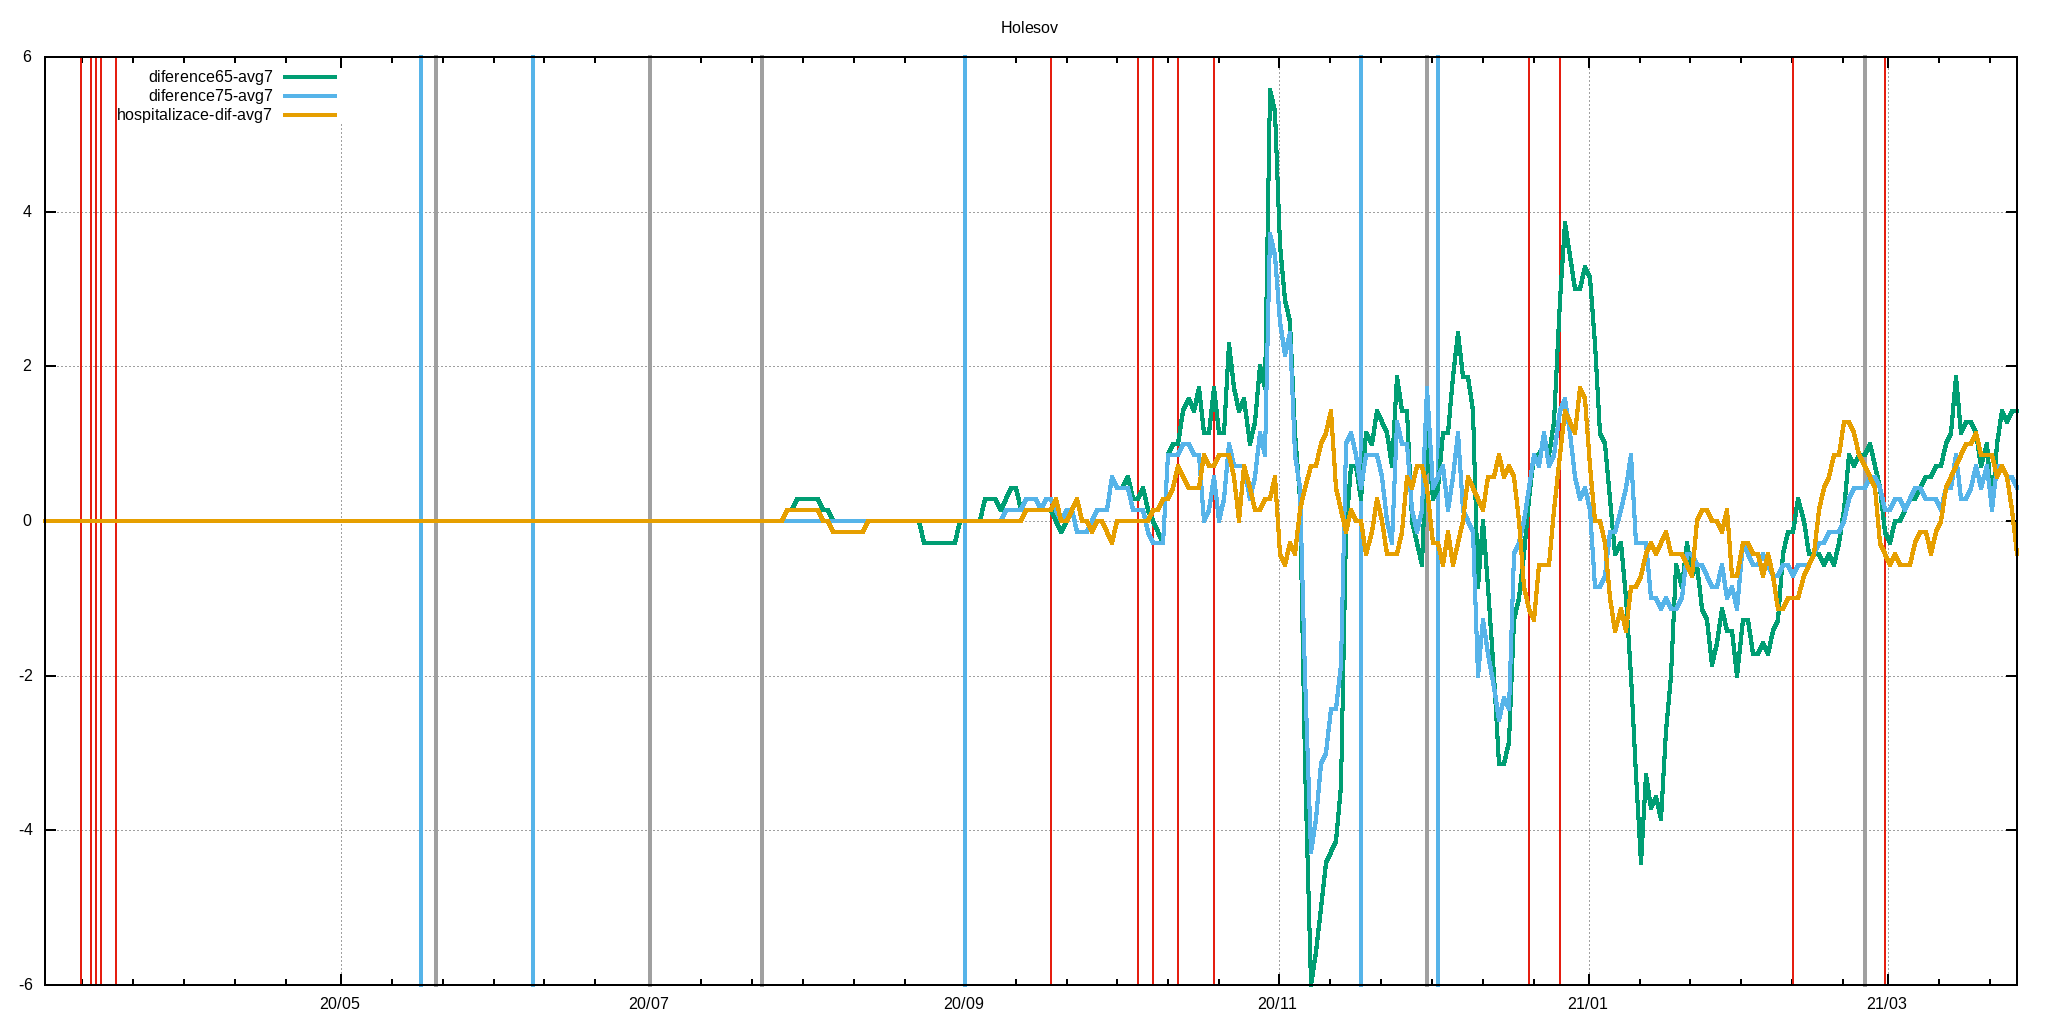 Holesov
6
diference65-avg7
diference75-avg7
hospitalizace-dif-avg7
4
2
0
-2
-4
-6
20/05 20/07 20/09 20/11 21/01 21/03